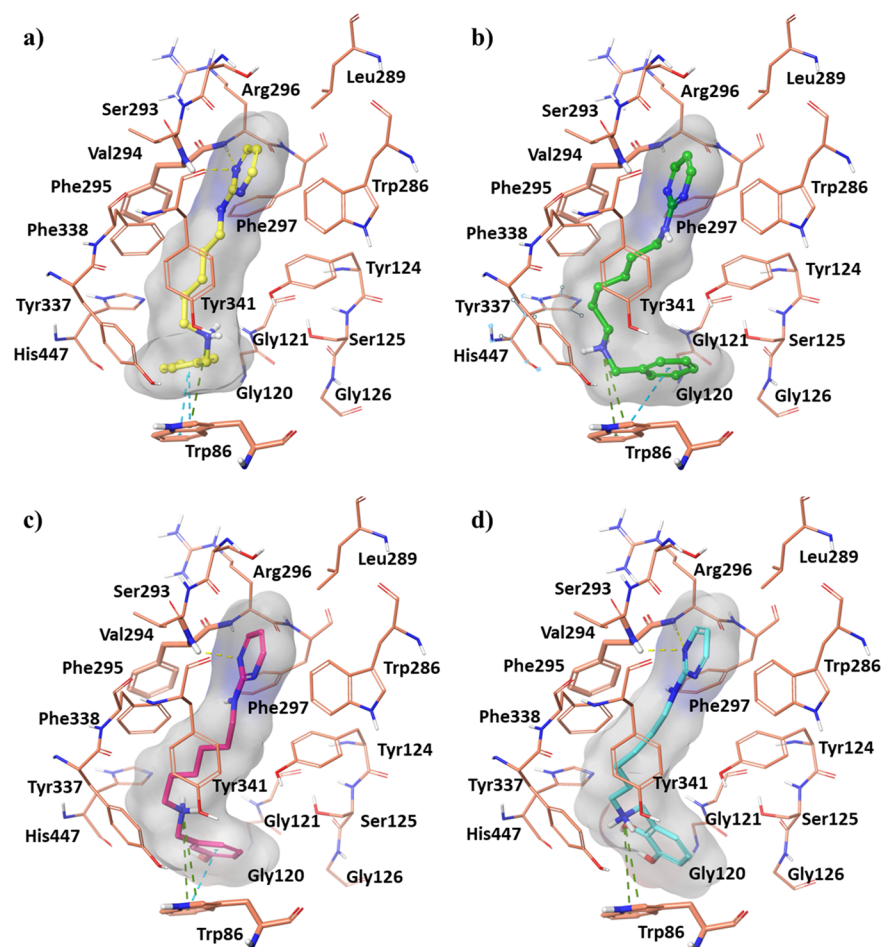 a)
Leu289
Arg296
Ser293
Val294
Phe295
Trp286
Phe297
Phe338
Tyr124
Tyr341
Tyr337
Gly121
Ser125
His447
Gly120
Gly126
Trp86
b)
Leu289
Arg296
Ser293
Val294
Phe295
Trp286
Phe297
Phe338
Tyr124
Tyr341
Tyr337
Gly121
Ser125
His447
Gly120
Gly126
Trp86
c)
Leu289
Arg296
Ser293
Val294
Phe295
Trp286
Phe297
Phe338
Tyr124
Tyr341
Tyr337
Gly121
Ser125
His447
Gly120
Gly126
Trp86
d)
Leu289
Arg296
Ser293
Val294
Phe295
Trp286
Phe297
Phe338
Tyr124
Tyr341
Tyr337
Gly121
Ser125
His447
Gly120
Gly126
Trp86